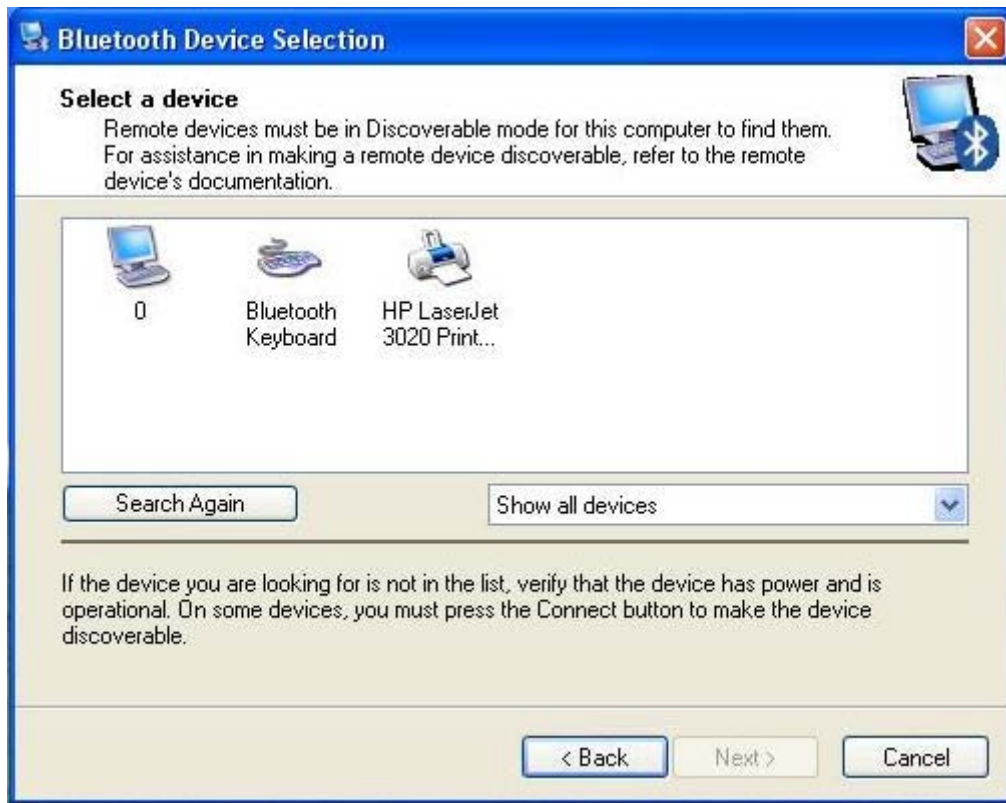 Bluetooth Device Selection
Select a device
Remote devices must be in Discoverable mode for this computer to find them.
For assistance in making a remote device discoverable, refer to the remote
device's documentation.
0
Bluetooth
Keyboard
HP LaserJet
3020 Print...
Search Again
Show all devices
If the device you are looking for is not in the list, verify that the device has power and is
operational. On some devices, you must press the Connect button to make the device
discoverable.
< Back
Next >
Cancel